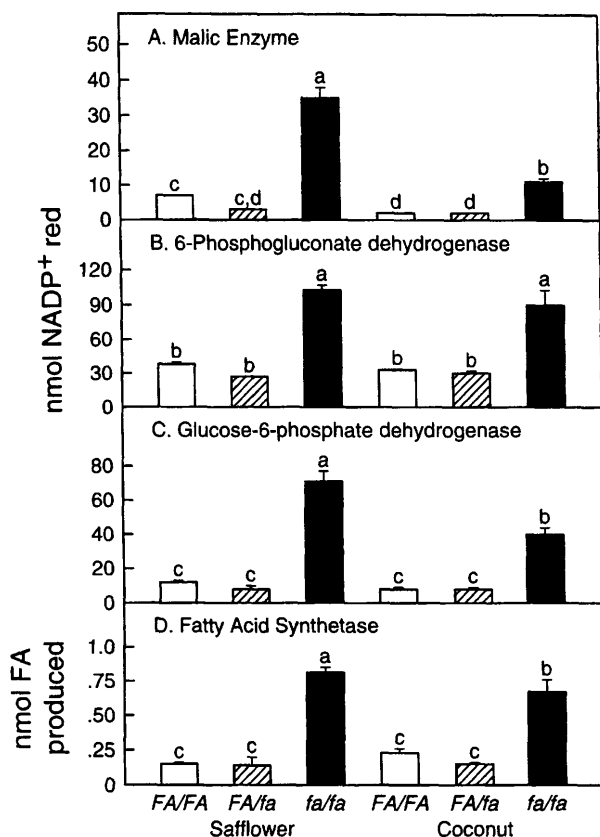 A. Malic Enzyme
50
40
30
20
10
0
c
c,d
a
d
d
b
B. 6-Phosphogluconate dehydrogenase
120
90
60
30
0
b
b
a
b
b
a
nmol NADP+ red
C. Glucose-6-phosphate dehydrogenase
80
60
40
20
0
c
c
a
c
c
b
D. Fatty Acid Synthetase
1.0
.75
.50
.25
0
c
c
a
c
c
b
nmol FA
produced
FA/FA FA/fa fa/fa FA/FA FA/fa fa/fa
Safflower Coconut